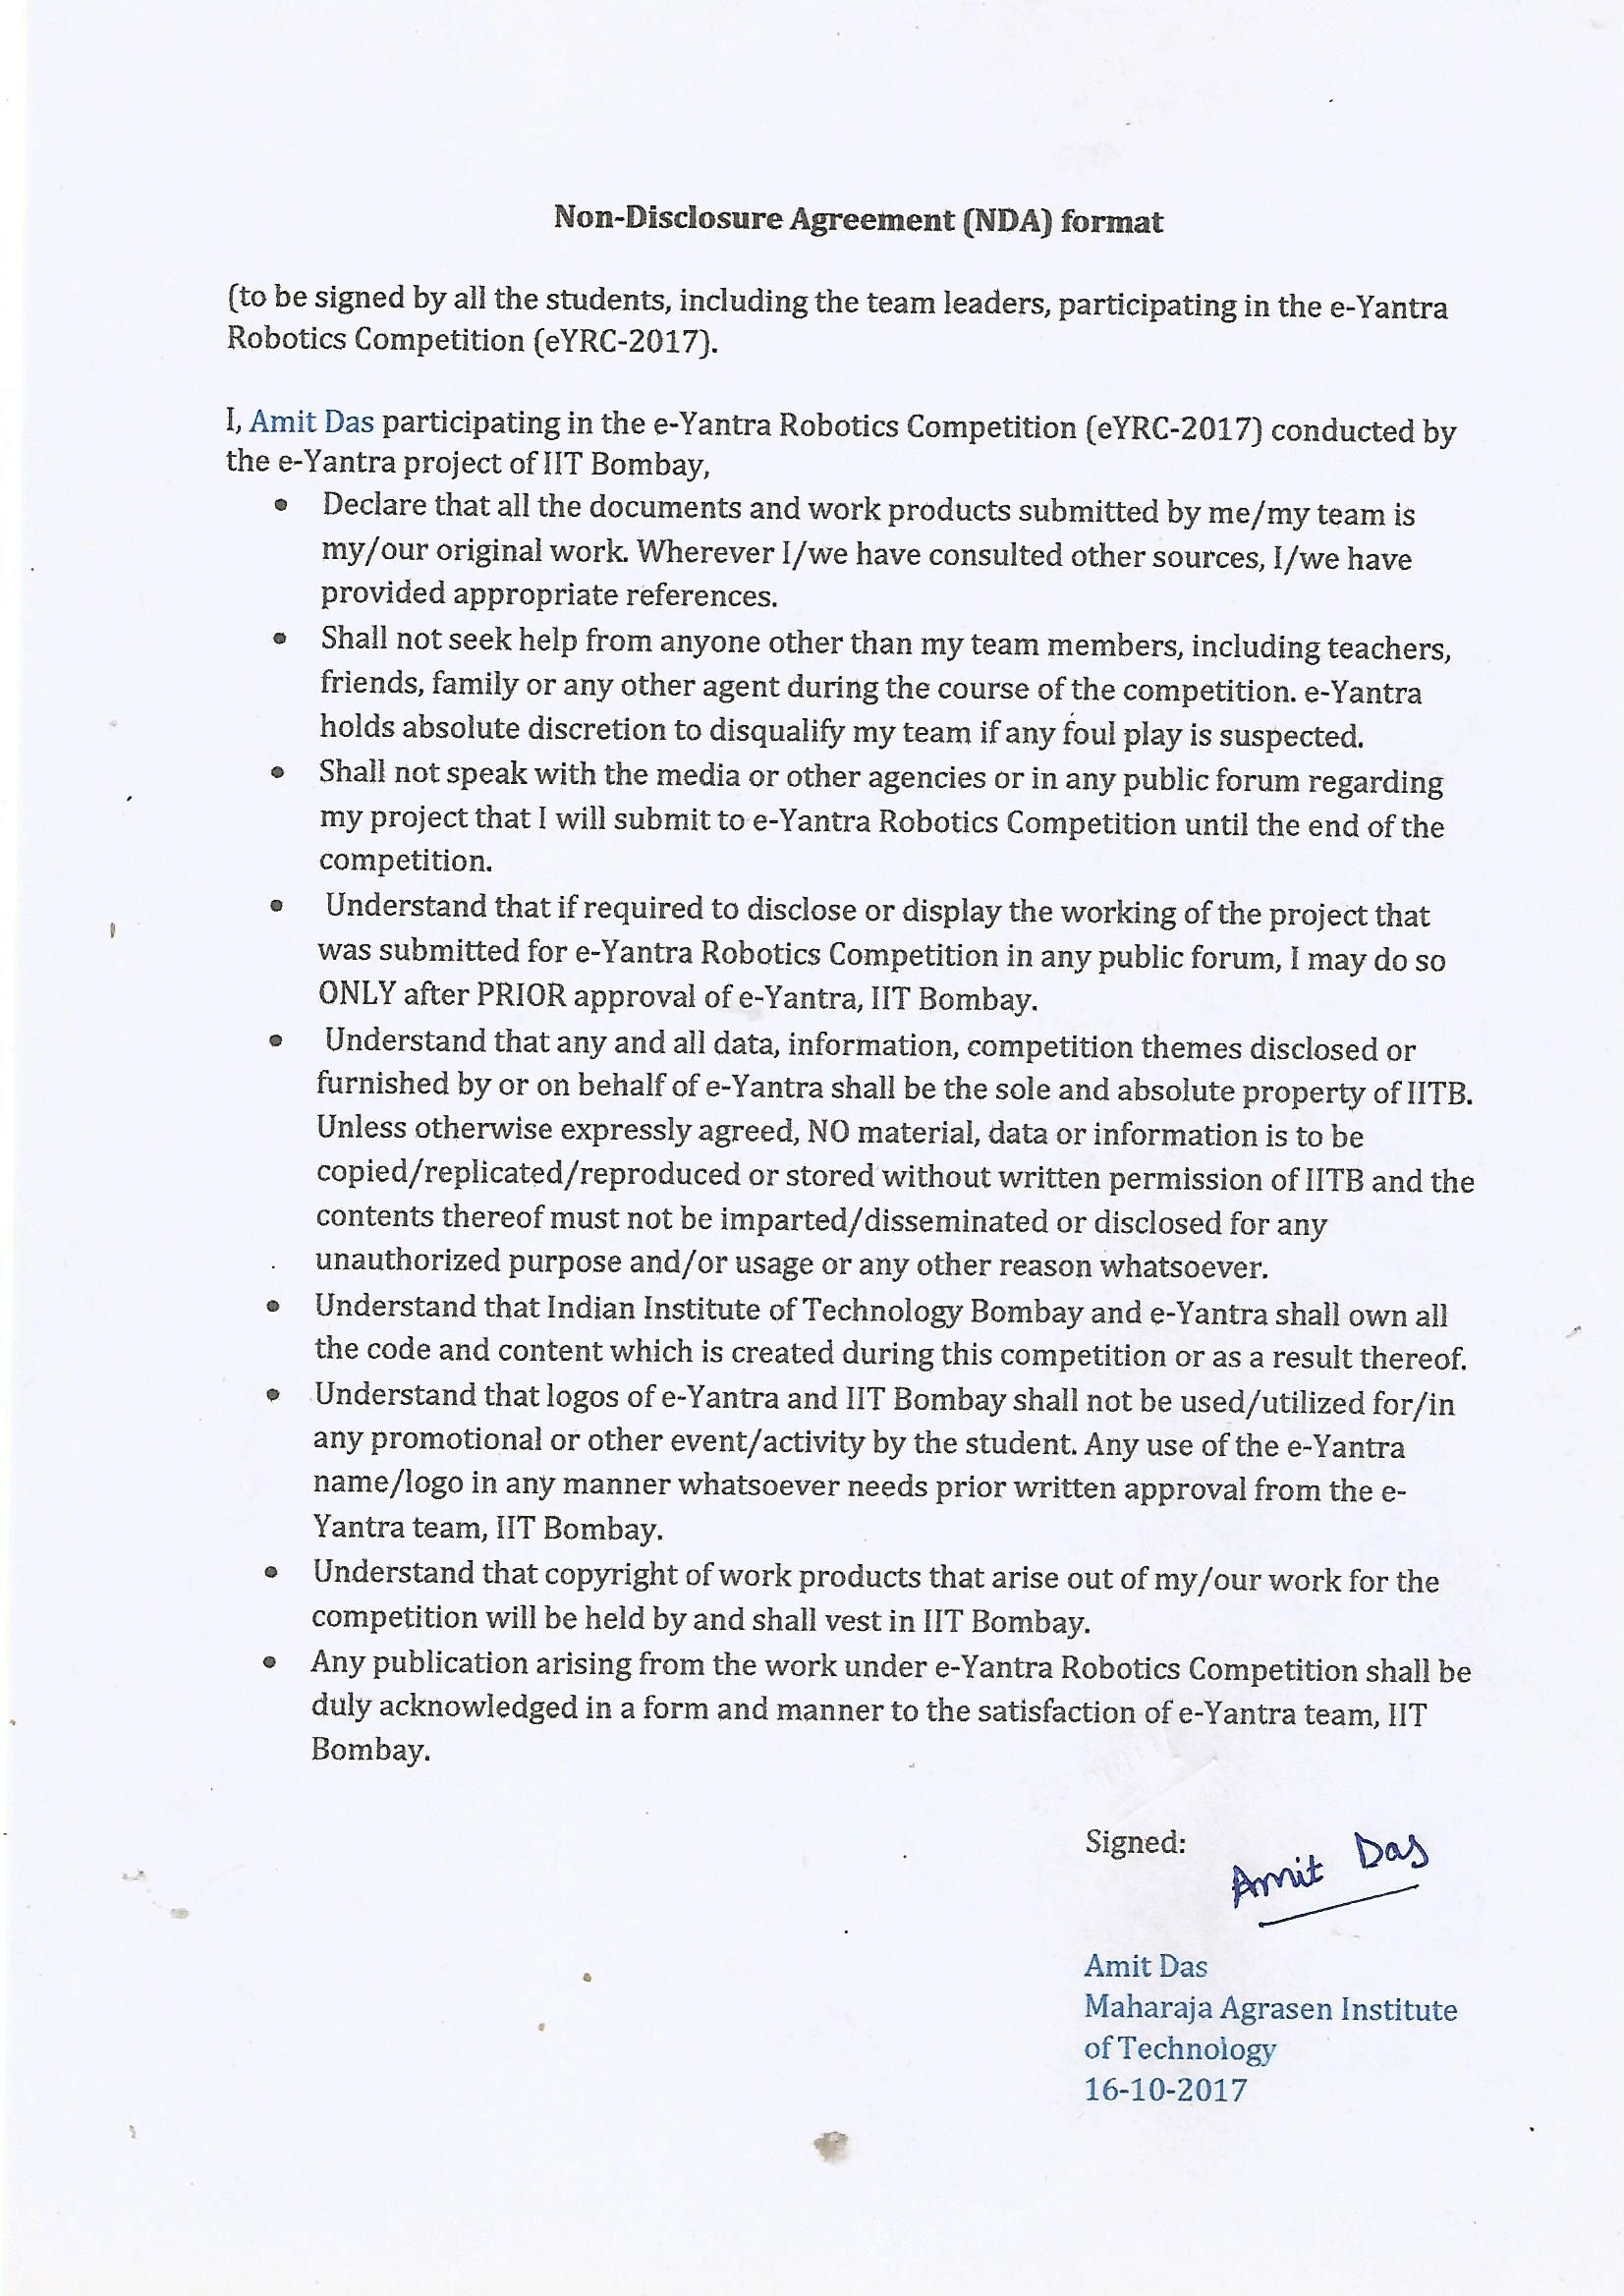 Non-Disclosure Agreement (NDA) format
(to be signed by all the students, including the team leaders, participating in the e-Yantra
Robotics Competition (eYRC-2017).
I, Amit Das participating in the e-Yantra Robotics Competition (eYRC-2017) conducted by
the e-Yantra project of IIT Bombay,
• Declare that all the documents and work products submitted by me/my team is
my/our original work. Wherever I/we have consulted other sources, I/we have
provided appropriate references.
• Shall not seek help from anyone other than my team members, including teachers,
friends, family or any other agent during the course of the competition. e-Yantra
holds absolute discretion to disqualify my team if any foul play is suspected.
• Shall not speak with the media or other agencies or in any public forum regarding
my project that I will submit to e-Yantra Robotics Competition until the end of the
competition.
• Understand that if required to disclose or display the working of the project that
was submitted for e-Yantra Robotics Competition in any public forum, I may do so
ONLY after PRIOR approval of e-Yantra, IIT Bombay.
• Understand that any and all data, information, competition themes disclosed or
furnished by or on behalf of e-Yantra shall be the sole and absolute property of IITB.
Unless otherwise expressly agreed, NO material, data or information is to be
copied/replicated/reproduced or stored without written permission of IITB and the
contents thereof must not be imparted/disseminated or disclosed for any
unauthorized purpose and/or usage or any other reason whatsoever.
• Understand that Indian Institute of Technology Bombay and e-Yantra shall own all
the code and content which is created during this competition or as a result thereof.
• Understand that logos of e-Yantra and IIT Bombay shall not be used/utilized for/in
any promotional or other event/activity by the student. Any use of the e-Yantra
name/logo in any manner whatsoever needs prior written approval from the e-
Yantra team, IIT Bombay.
• Understand that copyright of work products that arise out of my/our work for the
competition will be held by and shall vest in IIT Bombay.
• Any publication arising from the work under e-Yantra Robotics Competition shall be
duly acknowledged in a form and manner to the satisfaction of e-Yantra team, IIT
Bombay.
Signed:
Amit Das
Amit Das
Maharaja Agrasen Institute
of Technology
16-10-2017